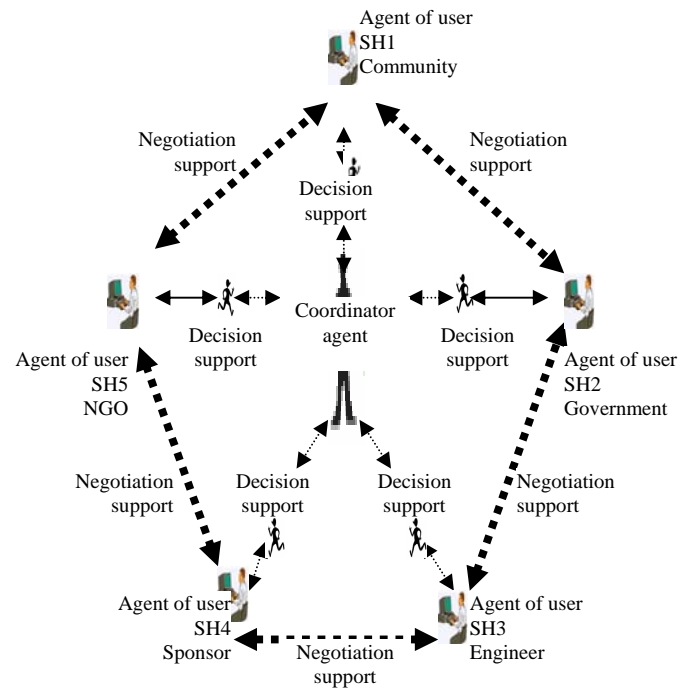 Agent of user
SH1
Community
Negotiation
support
Negotiation
support
Decision
support
Coordinator
agent
Decision
support
Decision
support
Agent of user
SH5
NGO
Agent of user
SH2
Government
Negotiation
support
Decision
support
Decision
support
Negotiation
support
Agent of user
SH4
Sponsor
Negotiation
support
Agent of user
SH3
Engineer